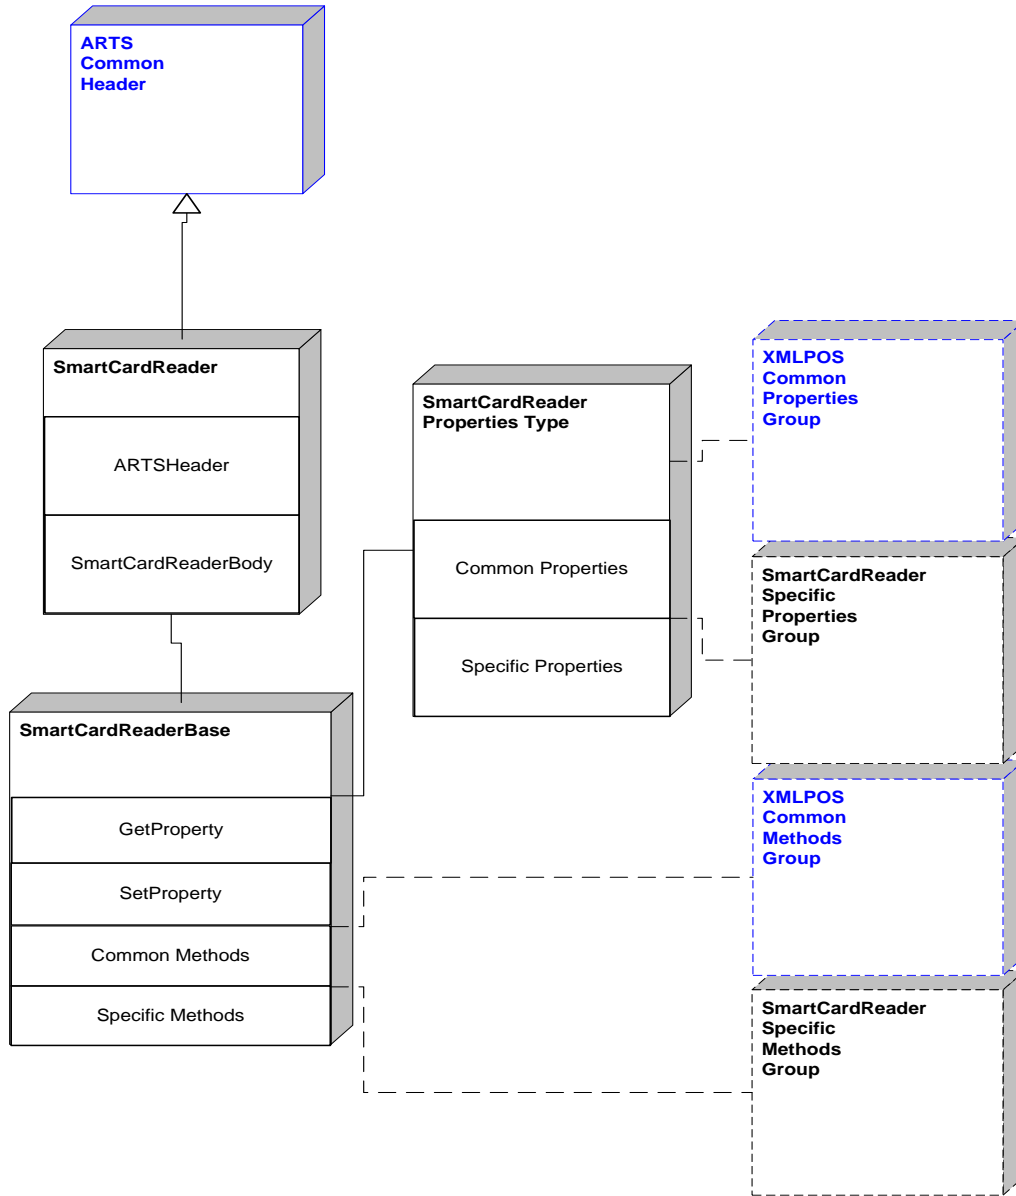 ARTS
Common
Header
SmartCardReader
ARTSHeader
SmartCardReaderBody
SmartCardReaderBase
GetProperty
SetProperty
Common Methods
Specific Methods
SmartCardReader
Properties Type
Common Properties
Specific Properties
XMLPOS
Common
Properties
Group
SmartCardReader
Specific
Properties
Group
XMLPOS
Common
Methods
Group
SmartCardReader
Specific
Methods
Group